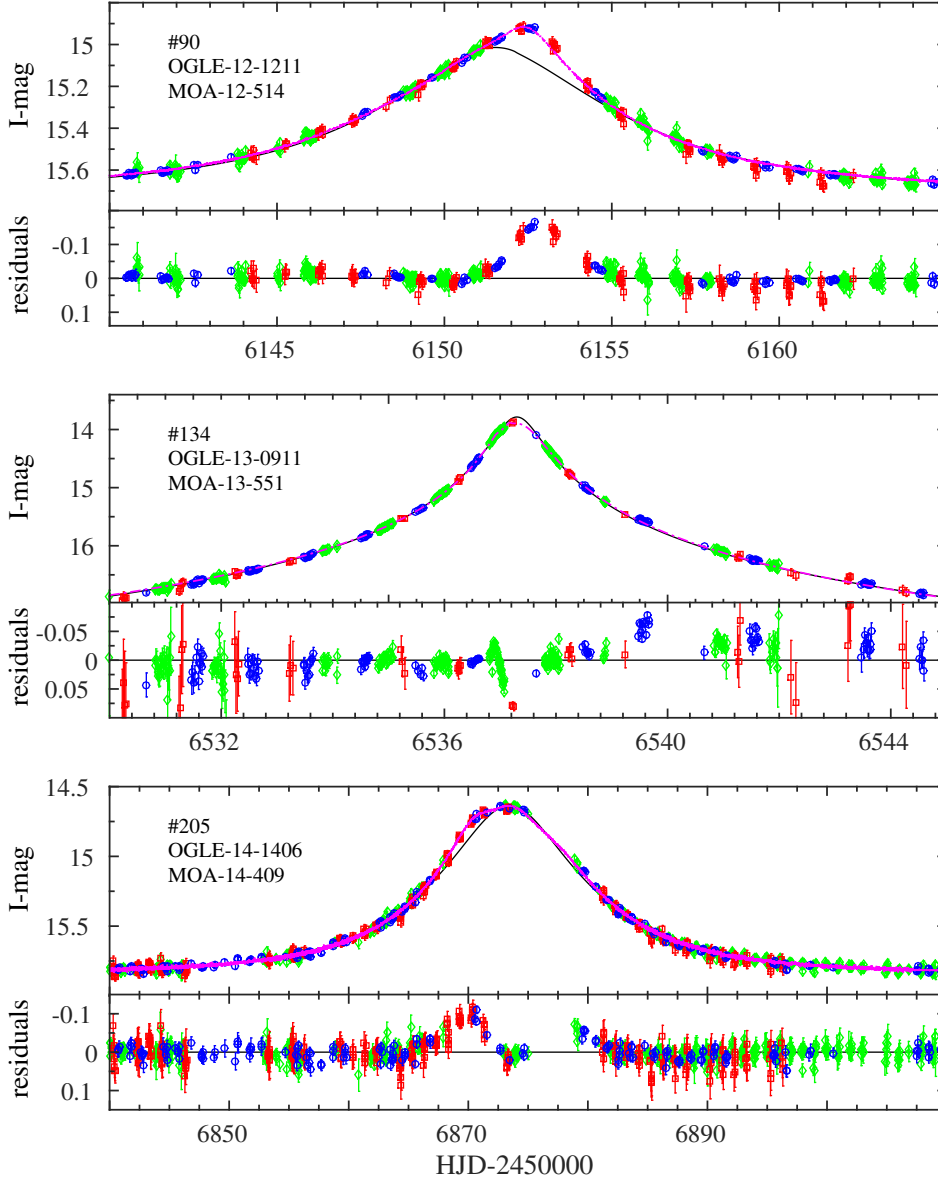 #90
OGLE-12-1211
MOA-12-514
I-mag
15
15.2
15.4
15.6
residuals
-0.1
0
0.1
6145 6150 6155 6160
#134
OGLE-13-0911
MOA-13-551
I-mag
14
15
16
residuals
-0.05
0
0.05
6532 6536 6540 6544
#205
OGLE-14-1406
MOA-14-409
I-mag
14.5
15
15.5
residuals
-0.1
0
0.1
6850 6870 6890
HJD-2450000